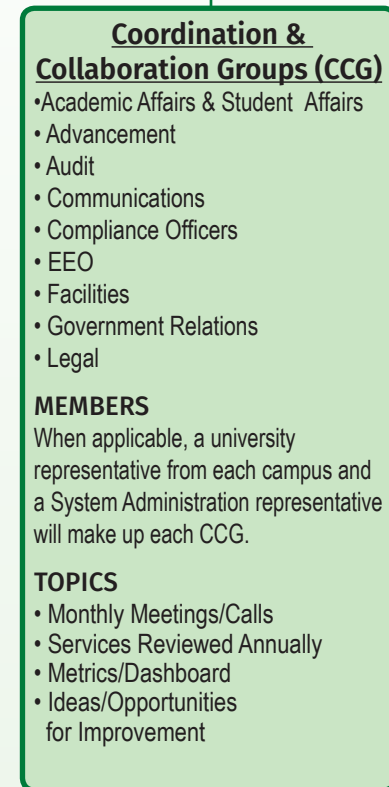 Coordination &
Collaboration Groups (CCG)
•Academic Affairs & Student Affairs
• Advancement
• Audit
• Communications
• Compliance Officers
• EEO
• Facilities
• Government Relations
• Legal
MEMBERS
When applicable, a university
representative from each campus and
a System Administration representative
will make up each CCG.
TOPICS
• Monthly Meetings/Calls
• Services Reviewed Annually
• Metrics/Dashboard
• Ideas/Opportunities
for Improvement